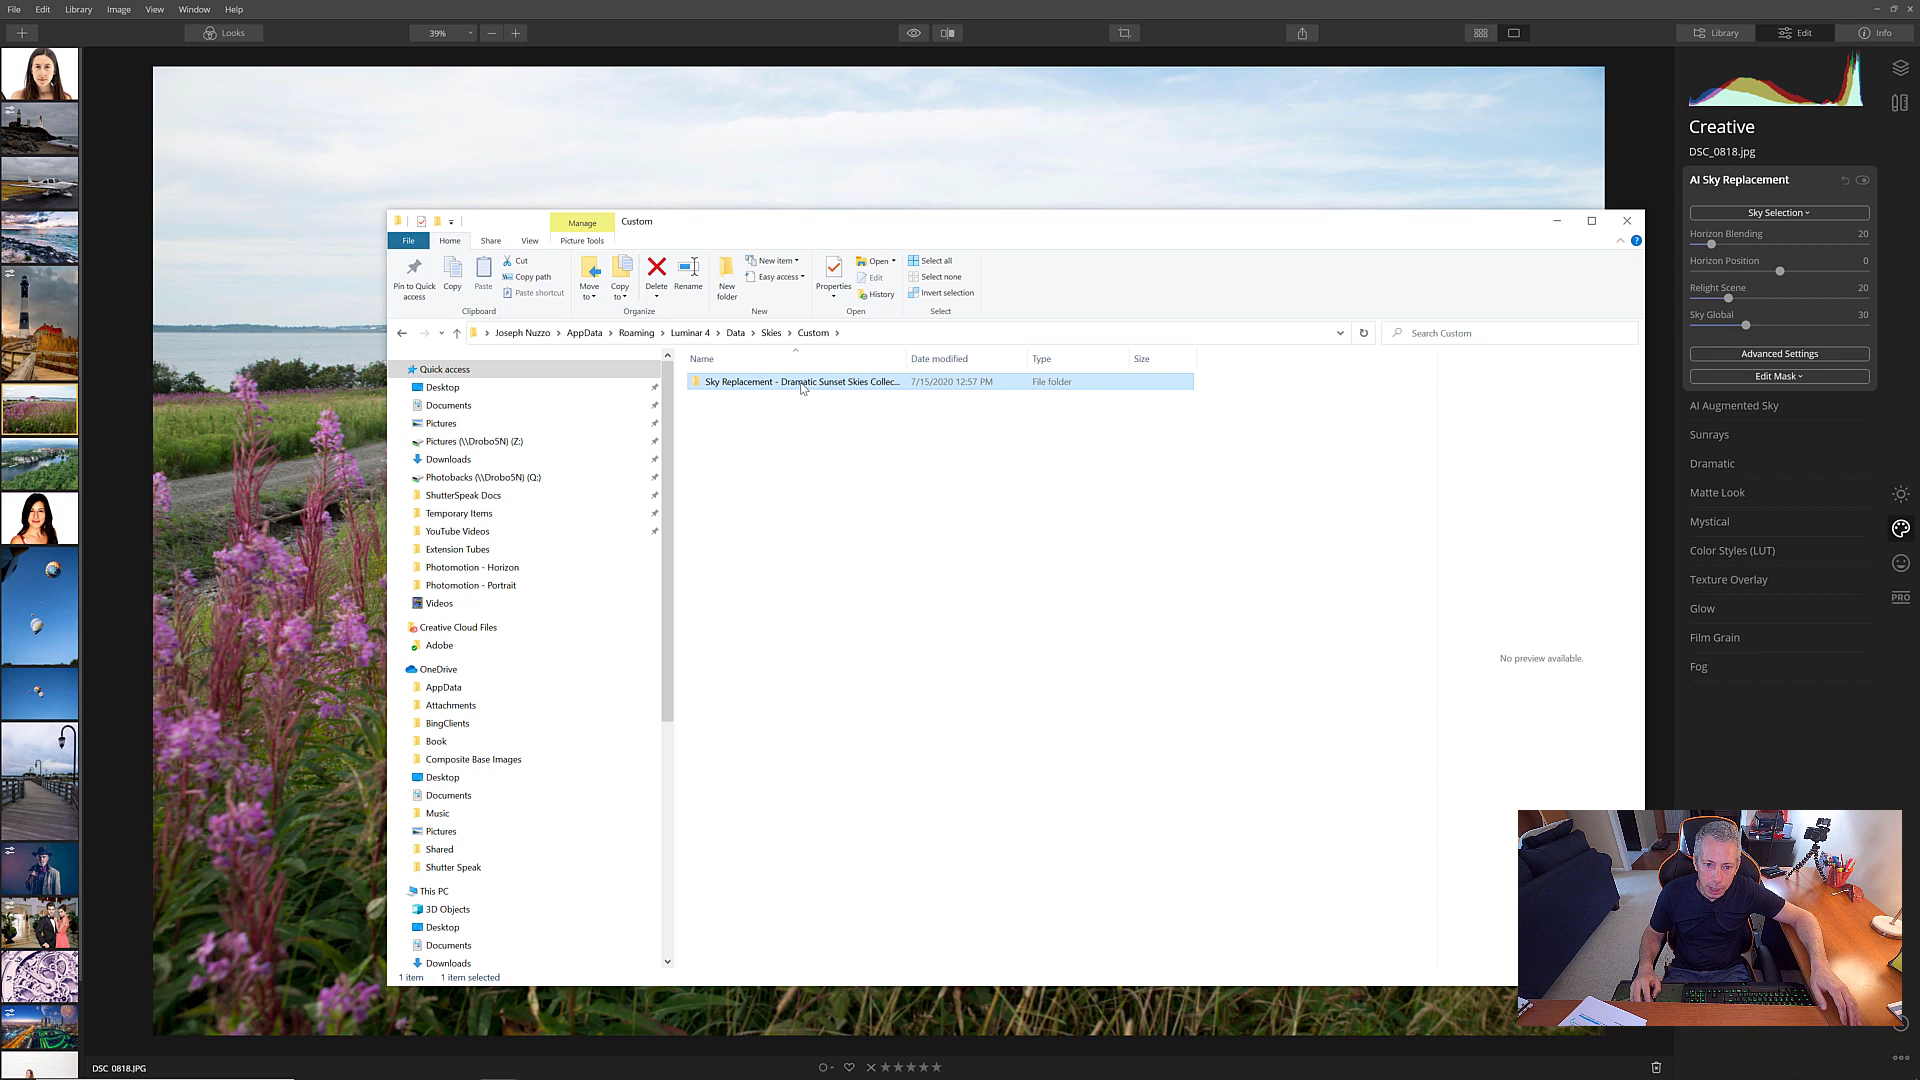 File Edit Library Image View Window Help
Looks 39% Library Edit Info
Creative
DSC_0818.jpg
AI Sky Replacement
Sky Selection
Horizon Blending 20
Horizon Position 0
Relight Scene 20
Sky Global 30
Advanced Settings
Edit Mask
AI Augmented Sky
Sunrays
Dramatic
Matte Look
Mystical
Color Styles (LUT)
Texture Overlay
Glow
Film Grain
Fog
PRO
Manage Custom
File Home Share View Picture Tools
Pin to Quick access
Copy
Paste
Cut
Copy path
Paste shortcut
Clipboard
Move to
Copy to
Delete
Rename
Organize
New folder
New item
Easy access
New
Properties
Open
Edit
History
Open
Select all
Select none
Invert selection
Select
Joseph Nuzzo > AppData > Roaming > Luminar 4 > Data > Skies > Custom >
Search Custom
Name Date modified Type Size
Sky Replacement - Dramatic Sunset Skies Collec... 7/15/2020 12:57 PM File folder
Quick access
Desktop
Documents
Pictures
Pictures (\\Drobo5N) (Z:)
Downloads
Photobacks (\\Drobo5N) (Q:)
ShutterSpeak Docs
Temporary Items
YouTube Videos
Extension Tubes
Photomotion - Horizon
Photomotion - Portrait
Videos
Creative Cloud Files
Adobe
OneDrive
AppData
Attachments
BingClients
Book
Composite Base Images
Desktop
Documents
Music
Pictures
Shared
Shutter Speak
This PC
3D Objects
Desktop
Documents
Downloads
No preview available.
1 item 1 item selected
DSC_0818.JPG